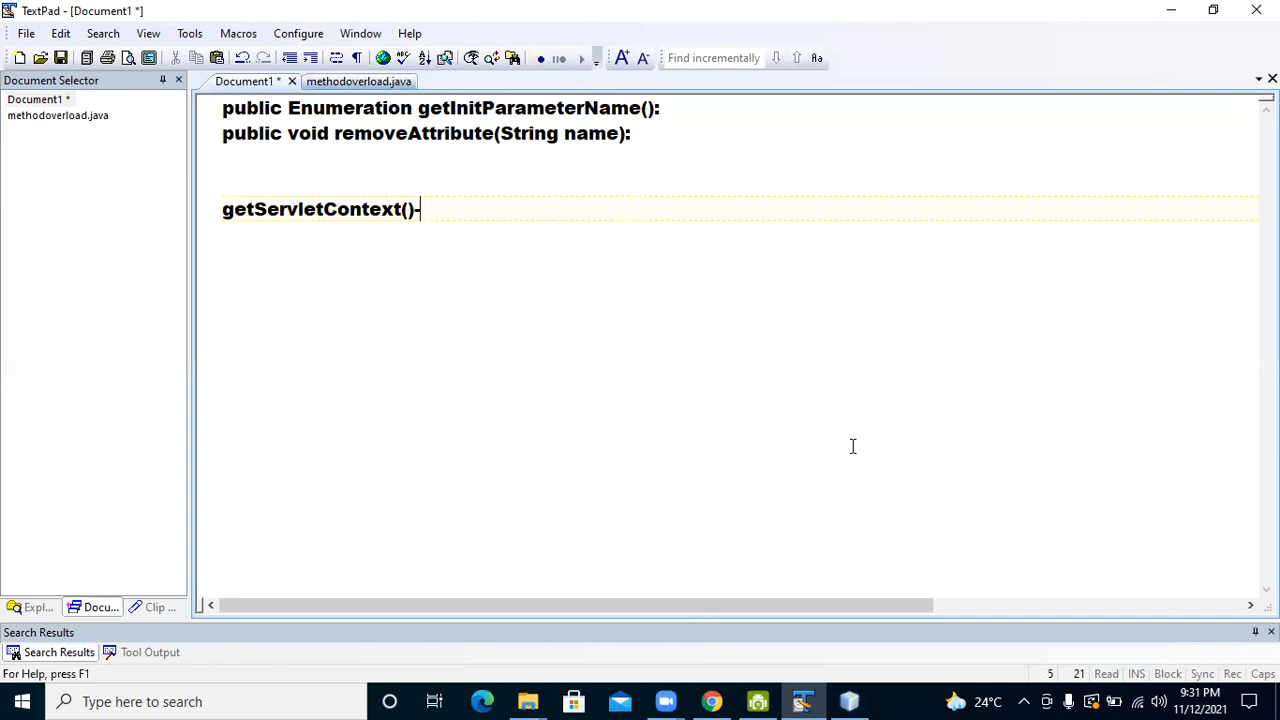 TextPad - [Document1 *]
File Edit Search View Tools Macros Configure Window Help
Find incrementally
Aa
Document Selector
Document1 *
methodoverload.java
Document1 *
methodoverload.java
public Enumeration getInitParameterName():
public void removeAttribute(String name):
getServletContext()-
Expl...
Docu...
Clip ...
Search Results
Search Results
Tool Output
For Help, press F1
5 21 Read INS Block Sync Rec Caps
Type here to search
24°C
9:31 PM
11/12/2021